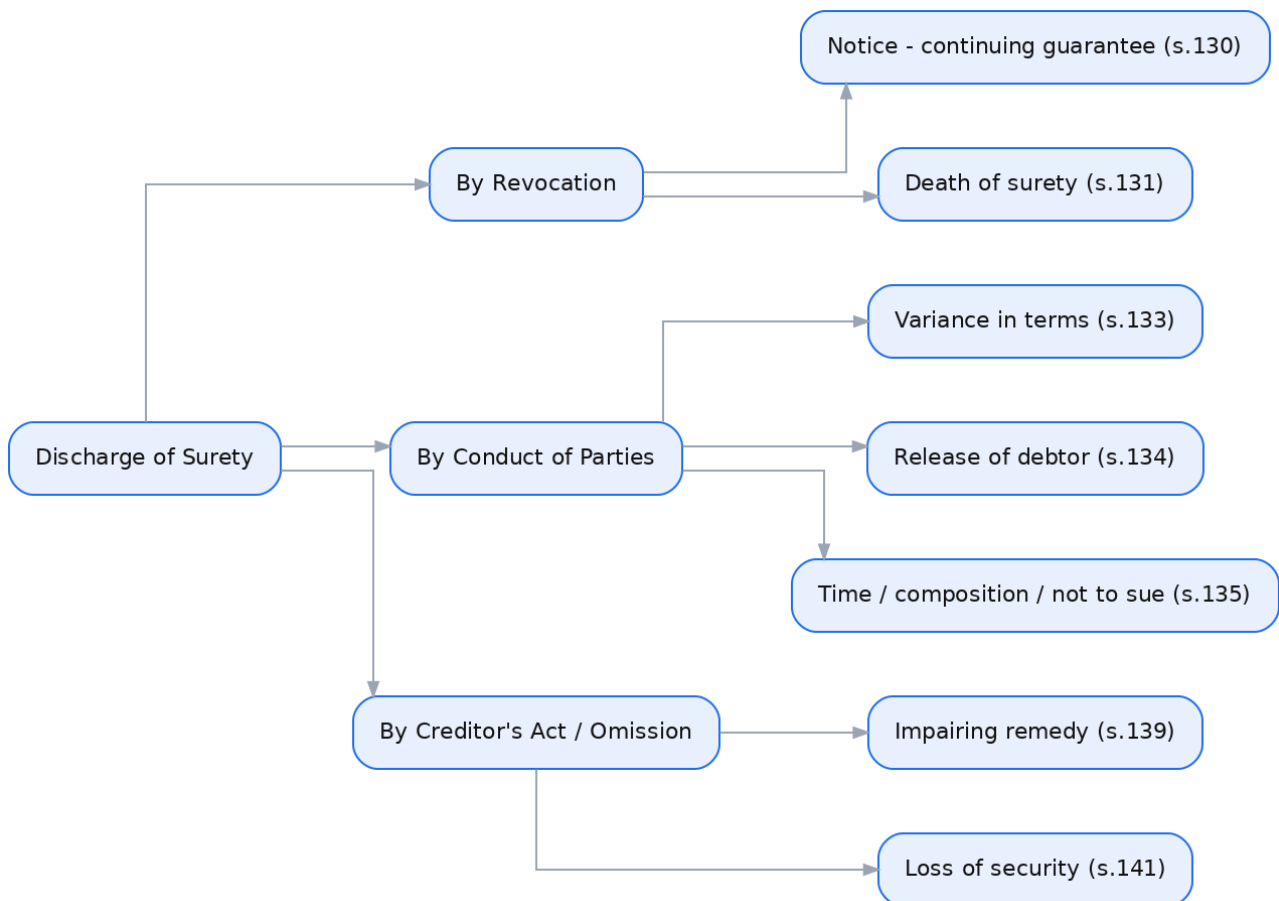 Notice - continuing guarantee (s.130)
By Revocation
Death of surety (s.131)
Variance in terms (s.133)
Discharge of Surety
By Conduct of Parties
Release of debtor (s.134)
Time / composition / not to sue (s.135)
By Creditor's Act / Omission
Impairing remedy (s.139)
Loss of security (s.141)